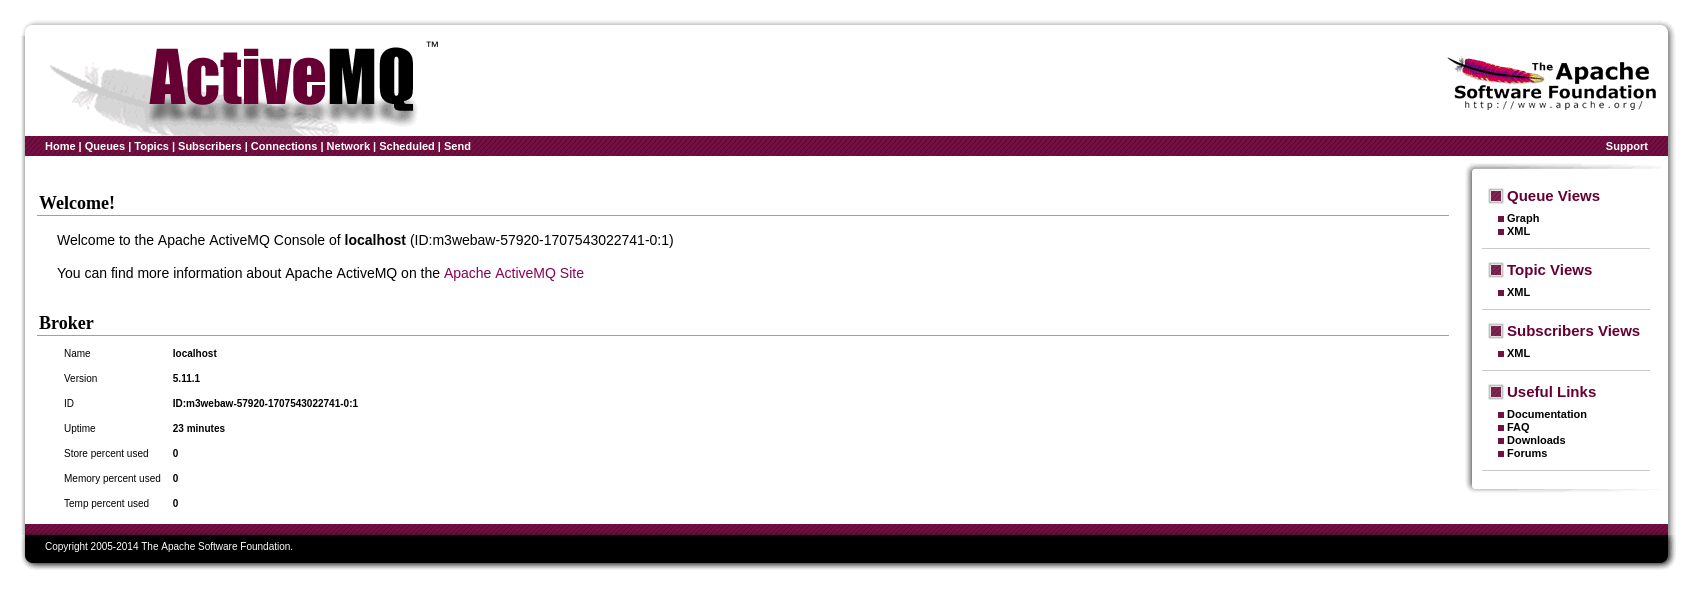 ActiveMQ ™
The Apache
Software Foundation
http://www.apache.org/
Home | Queues | Topics | Subscribers | Connections | Network | Scheduled | Send
Support
Welcome!
Welcome to the Apache ActiveMQ Console of localhost (ID:m3webaw-57920-1707543022741-0:1)
You can find more information about Apache ActiveMQ on the Apache ActiveMQ Site
Broker
Name localhost
Version 5.11.1
ID ID:m3webaw-57920-1707543022741-0:1
Uptime 23 minutes
Store percent used 0
Memory percent used 0
Temp percent used 0
Queue Views
Graph
XML
Topic Views
XML
Subscribers Views
XML
Useful Links
Documentation
FAQ
Downloads
Forums
Copyright 2005-2014 The Apache Software Foundation.